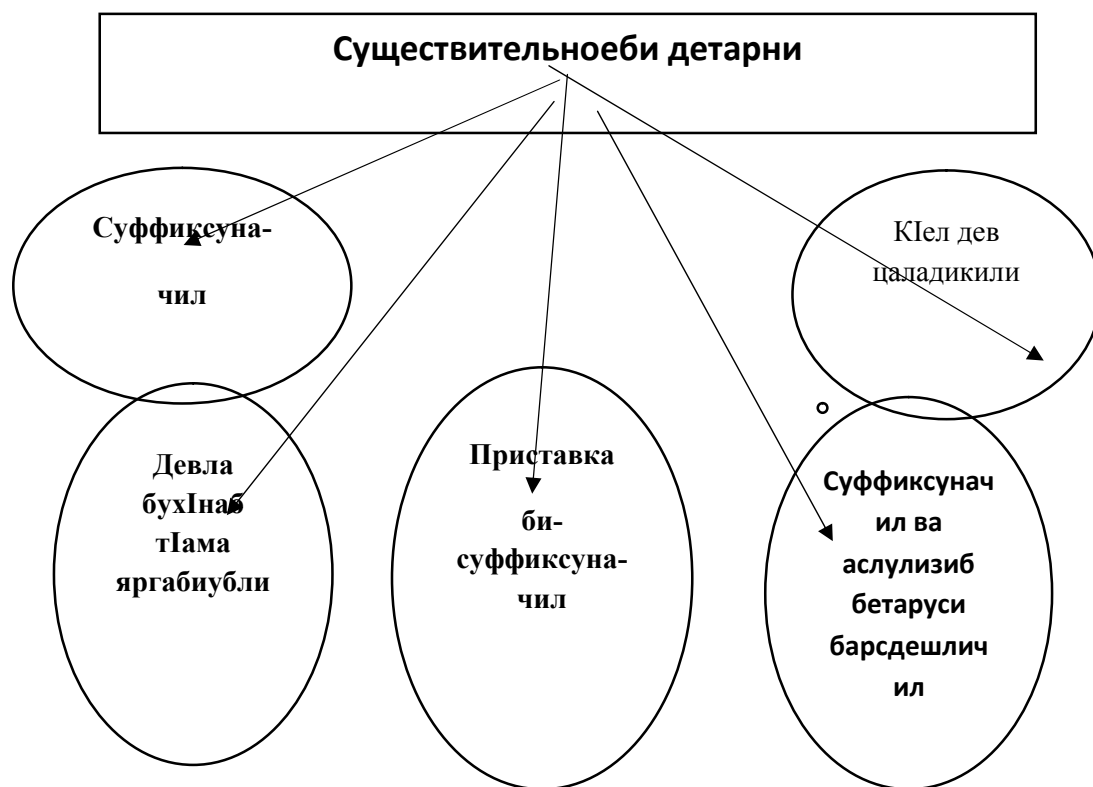 Существительноеби детарни
Суффиксуна-
чил
КIел дев
цаладикили
Девла
бухIнаб
тIама
яргабиубли
Приставка
би-
суффиксуна-
чил
Суффиксунач
ил ва
аслулизиб
бетаруси
барсдешлич
ил